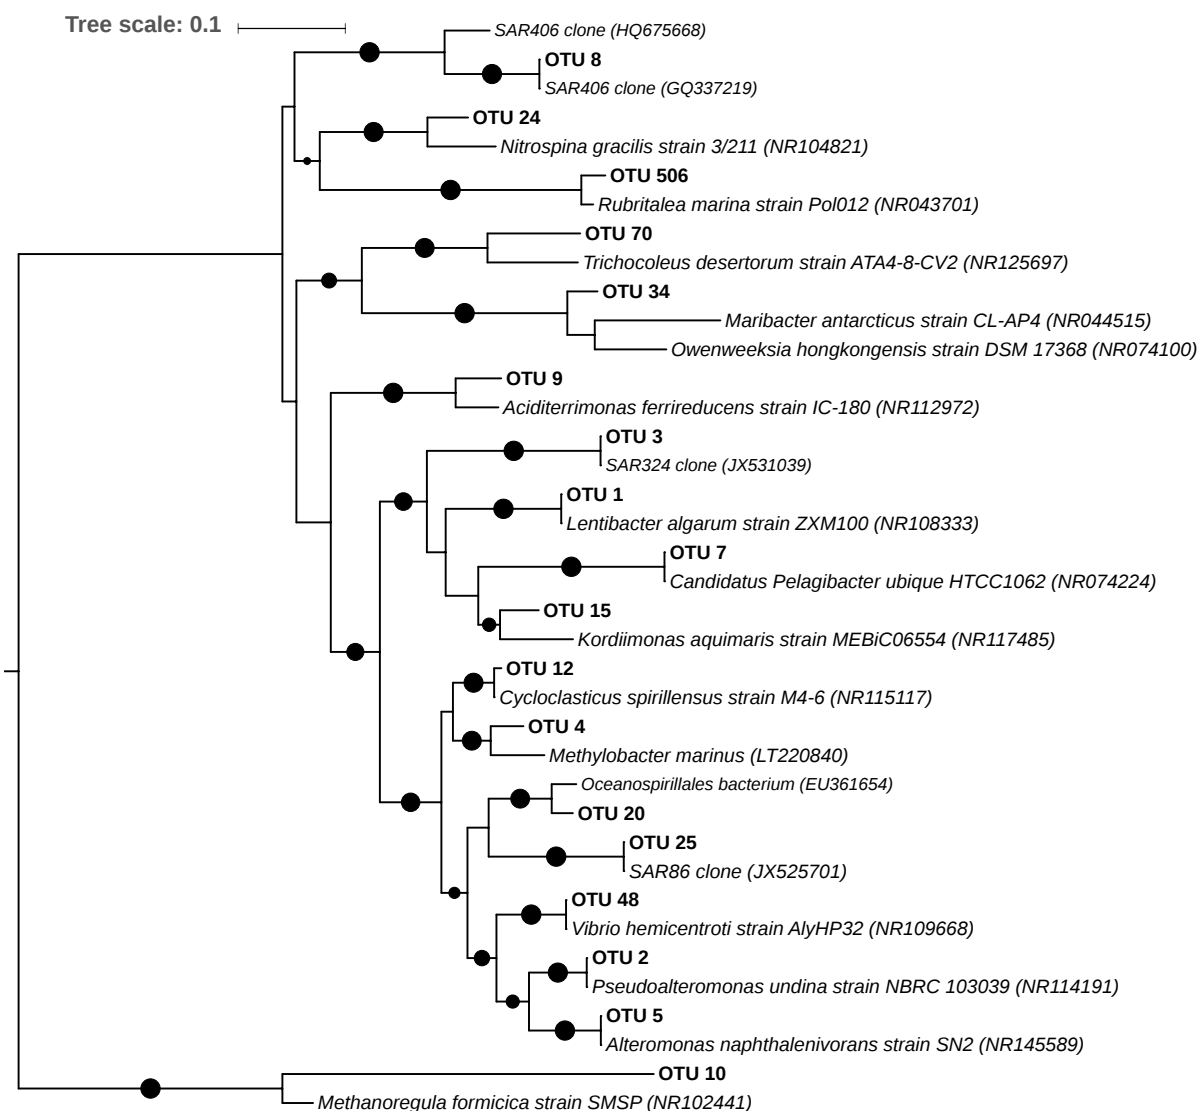 Tree scale: 0.1
SAR406 clone (HQ675668)
OTU 8
SAR406 clone (GQ337219)
OTU 24
Nitrospina gracilis strain 3/211 (NR104821)
OTU 506
Rubritalea marina strain Pol012 (NR043701)
OTU 70
Trichocoleus desertorum strain ATA4-8-CV2 (NR125697)
OTU 34
Maribacter antarcticus strain CL-AP4 (NR044515)
Owenweeksia hongkongensis strain DSM 17368 (NR074100)
OTU 9
Aciditerrimonas ferrireducens strain IC-180 (NR112972)
OTU 3
SAR324 clone (JX531039)
OTU 1
Lentibacter algarum strain ZXM100 (NR108333)
OTU 7
Candidatus Pelagibacter ubique HTCC1062 (NR074224)
OTU 15
Kordiimonas aquimaris strain MEBiC06554 (NR117485)
OTU 12
Cycloclasticus spirillensus strain M4-6 (NR115117)
OTU 4
Methylobacter marinus (LT220840)
Oceanospirillales bacterium (EU361654)
OTU 20
OTU 25
SAR86 clone (JX525701)
OTU 48
Vibrio hemicentroti strain AlyHP32 (NR109668)
OTU 2
Pseudoalteromonas undina strain NBRC 103039 (NR114191)
OTU 5
Alteromonas naphthalenivorans strain SN2 (NR145589)
OTU 10
Methanoregula formicica strain SMSP (NR102441)